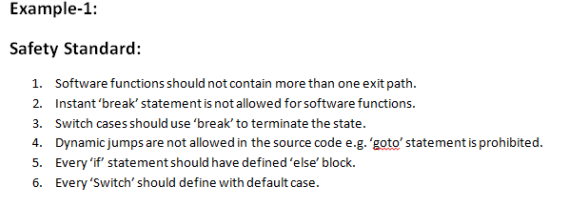 Example-1:
Safety Standard:
1. Software functions should not contain more than one exit path.
2. Instant ‘break’ statement is not allowed for software functions.
3. Switch cases should use ‘break’ to terminate the state.
4. Dynamic jumps are not allowed in the source code e.g. ‘goto’ statement is prohibited.
5. Every ‘if’ statement should have defined ‘else’ block.
6. Every ‘Switch’ should define with default case.